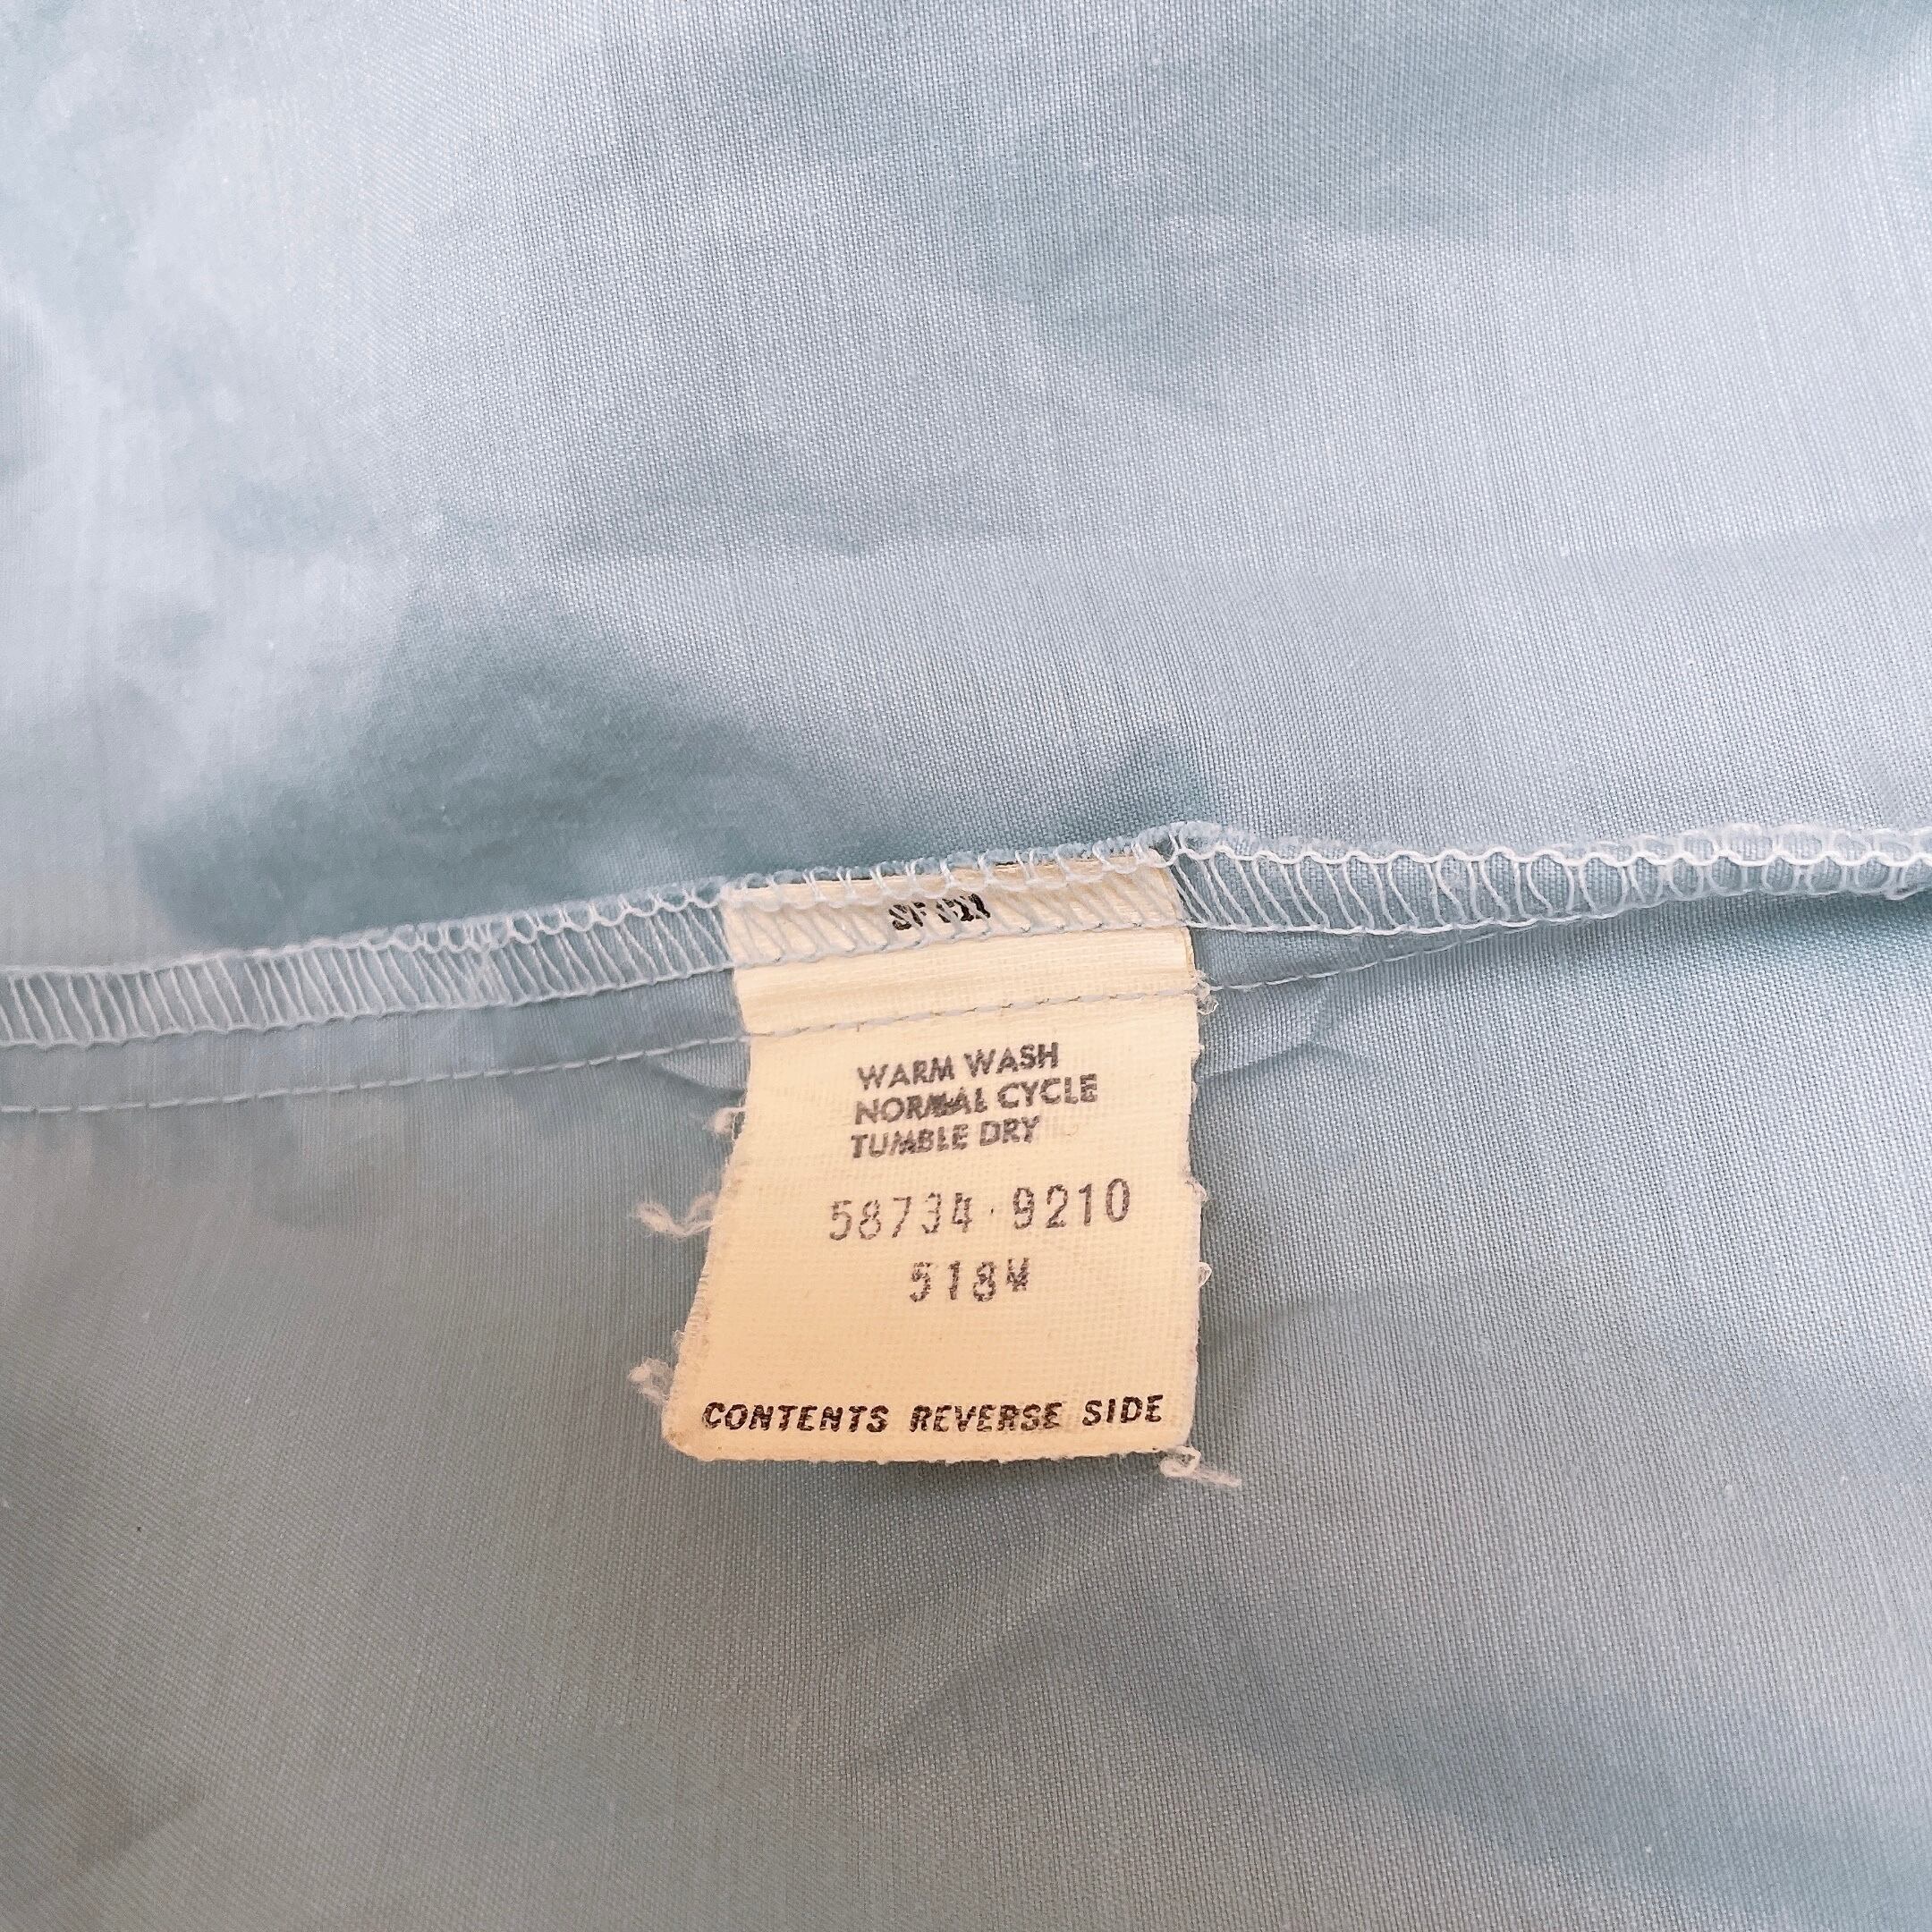 WARM WASH
NORMAL CYCLE
TUMBLE DRY
58734·9210
518W
CONTENTS REVERSE SIDE